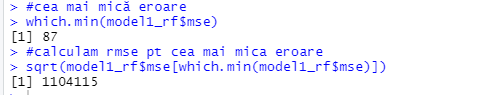 > #cea mai mică eroare
> which.min(model1_rf$mse)
[1] 87
> #calculam rmse pt cea mai mica eroare
> sqrt(model1_rf$mse[which.min(model1_rf$mse)])
[1] 1104115